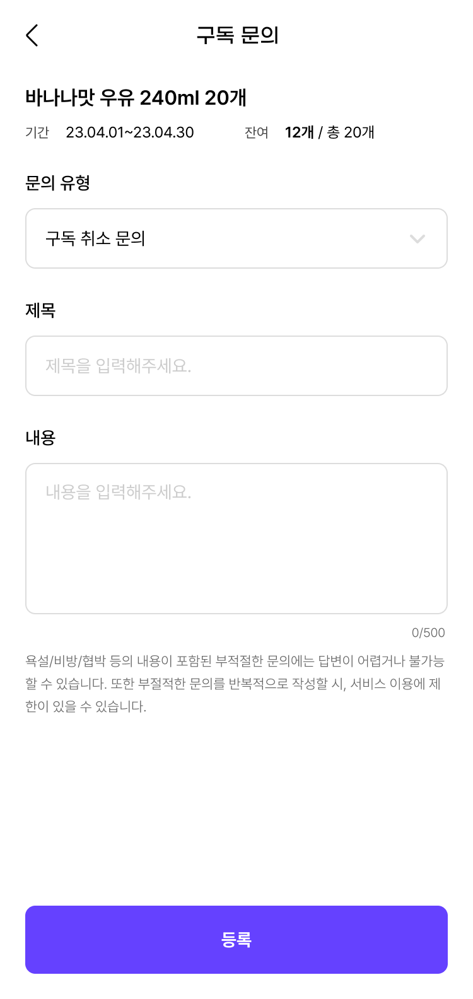 구독 문의
바나나맛 우유 240ml 20개
기간 23.04.01~23.04.30 잔여 12개 / 총 20개
문의 유형
구독 취소 문의
제목
제목을 입력해주세요.
내용
내용을 입력해주세요.
0/500
욕설/비방/협박 등의 내용이 포함된 부적절한 문의에는 답변이 어렵거나 불가능
할 수 있습니다. 또한 부절적한 문의를 반복적으로 작성할 시, 서비스 이용에 제
한이 있을 수 있습니다.
등록